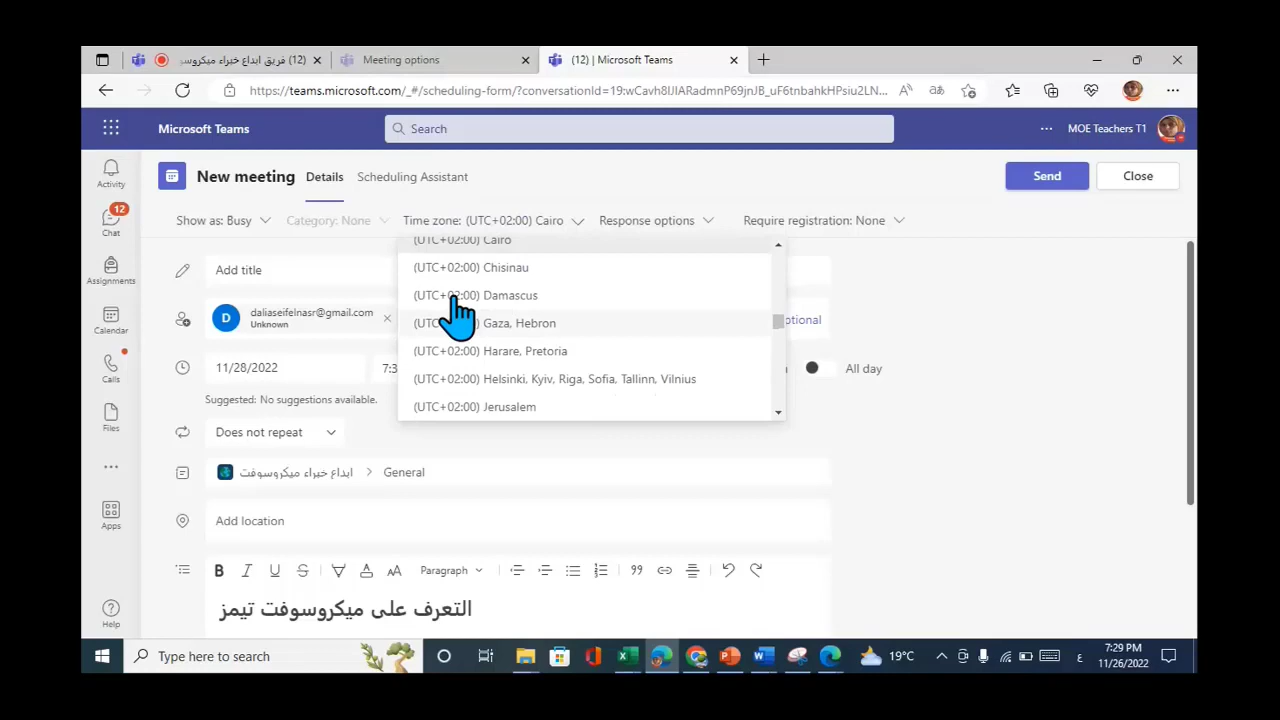 (12) فريق ابداع خبراء ميكروسو
Meeting options
(12) | Microsoft Teams
https://teams.microsoft.com/_#/scheduling-form/?conversationId=19:wCavh8IJIARadmnP69jnJB_uF6tnbahkHPsiu2LN...
Microsoft Teams
Search
MOE Teachers T1
New meeting
Details
Scheduling Assistant
Send
Close
Show as: Busy
Category: None
Time zone: (UTC+02:00) Cairo
Response options
Require registration: None
Activity
12
Chat
Assignments
Calendar
Calls
Files
Apps
Help
(UTC+02:00) Cairo
Add title
(UTC+02:00) Chisinau
(UTC+02:00) Damascus
daliaseifelnasr@gmail.com
Unknown
Gaza, Hebron
(UTC+02:00) Harare, Pretoria
11/28/2022
7:3
All day
(UTC+02:00) Helsinki, Kyiv, Riga, Sofia, Tallinn, Vilnius
Suggested: No suggestions available.
(UTC+02:00) Jerusalem
Does not repeat
ابداع خبراء ميكروسوفت > General
Add location
B I U S A AA Paragraph
التعرف على ميكروسوفت تيمز
Type here to search
19°C
ع
7:29 PM
11/26/2022